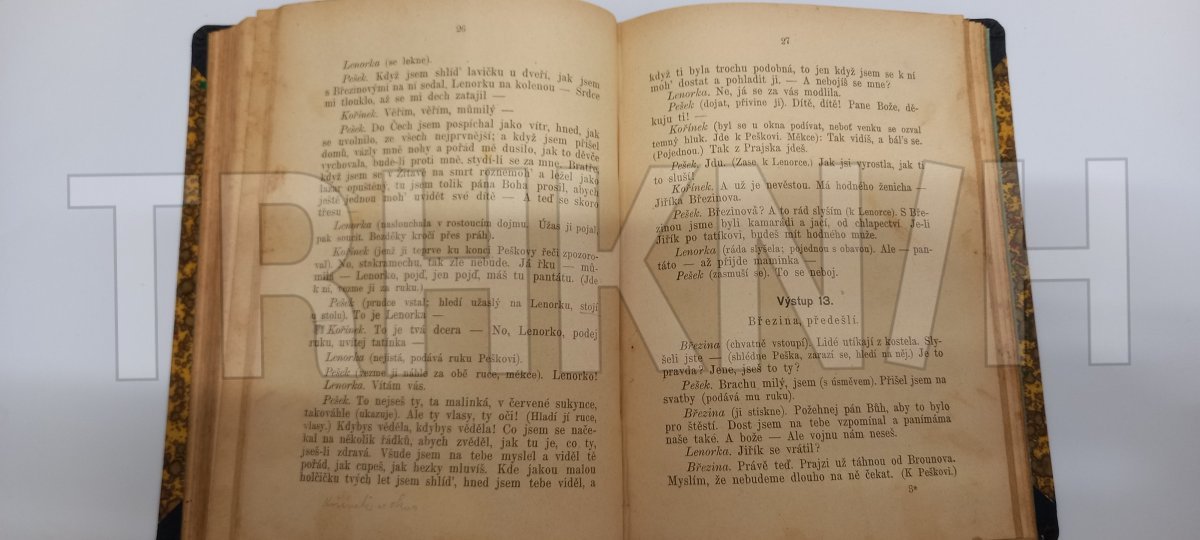 26
Lenorka (se lekne).
Pešek. Když jsem shlíd' lavičku u dveří, jak jsem
s Březinovými na ní sedal, Lenorku na kolenou — Srdce
mi tlouklo, až se mi dech zatajil —
Kořínek. Věřím, věřím, můmilý —
Pešek. Do Čech jsem pospíchal jako vítr, hned, jak
se uvolnilo, ze všech nejprvnější; a když jsem přišel
domů, vázly mně nohy a pořád mě dusilo, jak to děvče
vychovala, bude-li proti mně, stydí-li se za mne. Bratře,
když jsem se v Žitavě na smrt roznemoh' a ležel jako
lazar opuštěný, tu jsem tolik pána Boha prosil, abych
ještě jednou moh' uvidět své dítě — A teď se skoro
třesu
Lenorka (naslouchala v rostoucím dojmu. Úžas ji pojal,
pak soucit. Bezděky kročí přes práh).
Kořínek (jenž ji teprve ku konci Peškovy řeči zpozoro-
val). No, stakramechu, tak zle nebude. Já řku — mů-
milá — Lenorko, pojď, jen pojď, máš tu pantátu. (Jde
k ní, vezme ji za ruku.)
Pešek (prudce vstal; hledí užaslý na Lenorku, stojí
u stolu). To je Lenorka —
Kořínek. To je tvá dcera — No, Lenorko, podej
ruku, uvítej tatínka —
Lenorka (nejistá, podává ruku Peškovi).
Pešek (vezme ji náhle za obě ruce, měkce). Lenorko!
Lenorka. Vítám vás.
Pešek. To nejseš ty, ta malinká, v červené sukynce,
takováhle (ukazuje). Ale ty vlasy, ty oči! (Hladí jí ruce,
vlasy.) Kdybys věděla, kdybys věděla! Co jsem se nače-
kal na několik řádků, abych zvěděl, jak tu je, co ty,
jseš-li zdravá. Všude jsem na tebe myslel a viděl tě
pořád, jak cupeš, jak hezky mluvíš. Kde jakou malou
holčičku tvých let jsem shlíd', hned jsem tebe viděl, a
27
když ti byla trochu podobná, to jen když jsem se k ní
moh' dostat a pohladit ji. — A nebojíš se mne?
Lenorka. Ne, já se za vás modlila.
Pešek (dojat, přivine ji). Dítě, dítě! Pane Bože, dě-
kuju ti! —
Kořínek (byl se u okna podívat, neboť venku se ozval
temný hluk. Jde k Peškovi. Měkce): Tak vidíš, a bál's se.
(Pojednou.) Tak z Prajska jdeš.
Pešek. Jdu. (Zase k Lenorce.) Jak jsi vyrostla, jak ti
to sluší!
Kořínek. A už je nevěstou. Má hodného ženicha —
Jiříka Březinova.
Pešek. Březinova? A to rád slyším (k Lenorce). S Bře-
zinou jsme byli kamarádi a jací, od chlapectví Je-li
Jiřík po tatíkovi, budeš mít hodného muže.
Lenorka (ráda slyšela; pojednou s obavou). Ale — pan-
táto — až přijde maminka
Pešek (zasmuší se). To se neboj.
Výstup 13.
Březina, předešlí.
Březina (chvatně vstoupí). Lidé utíkají z kostela. Sly-
šeli jste — (shlédne Peška, zarazí se, hledí na něj.) Je to
pravda? Jene, jseš to ty?
Pešek. Brachu milý, jsem (s úsměvem). Přišel jsem na
svatby (podává mu ruku).
Březina (ji stiskne). Požehnej pán Bůh, aby to bylo
pro štěstí. Dost jsem na tebe vzpomínal a panímáma
naše také. A bože — Ale vojnu nám neseš.
Lenorka. Jiřík se vrátil?
Březina. Právě teď. Prajzi už táhnou od Brounova.
Myslím, že nebudeme dlouho na ně čekat. (K Peškovi.)
3*
TRHKNIH